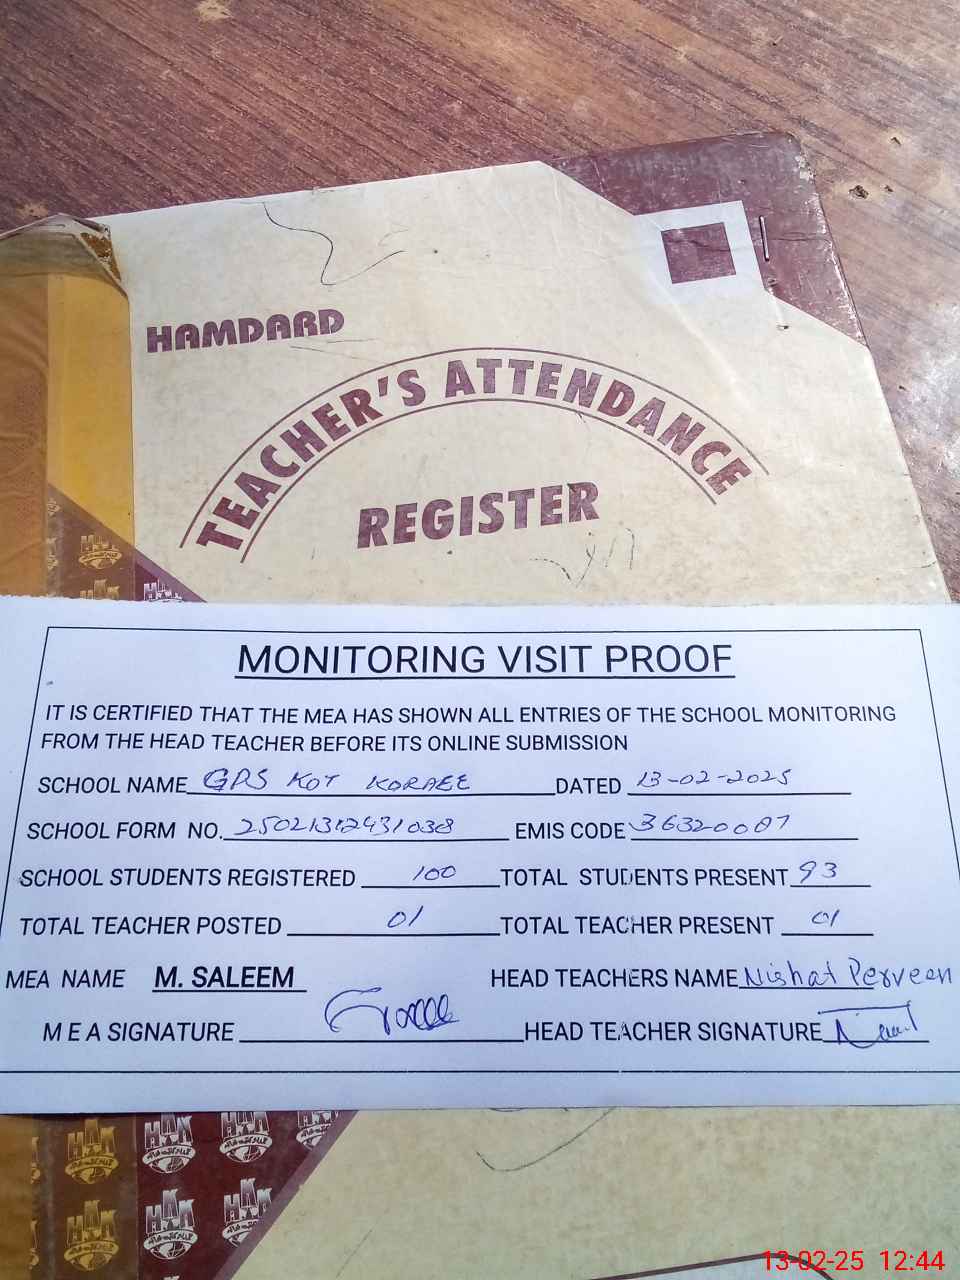 HAMDARD
TEACHER'S ATTENDANCE
REGISTER
MONITORING VISIT PROOF
IT IS CERTIFIED THAT THE MEA HAS SHOWN ALL ENTRIES OF THE SCHOOL MONITORING
FROM THE HEAD TEACHER BEFORE ITS ONLINE SUBMISSION
SCHOOL NAME GPS KOT KORAEE DATED 13-02-2025
SCHOOL FORM NO. 25021312431038 EMIS CODE 36320087
SCHOOL STUDENTS REGISTERED 100 TOTAL STUDENTS PRESENT 93
TOTAL TEACHER POSTED 01 TOTAL TEACHER PRESENT 01
MEA NAME M. SALEEM HEAD TEACHERS NAME Nishat Perveen
M E A SIGNATURE HEAD TEACHER SIGNATURE
13-02-25 12:44